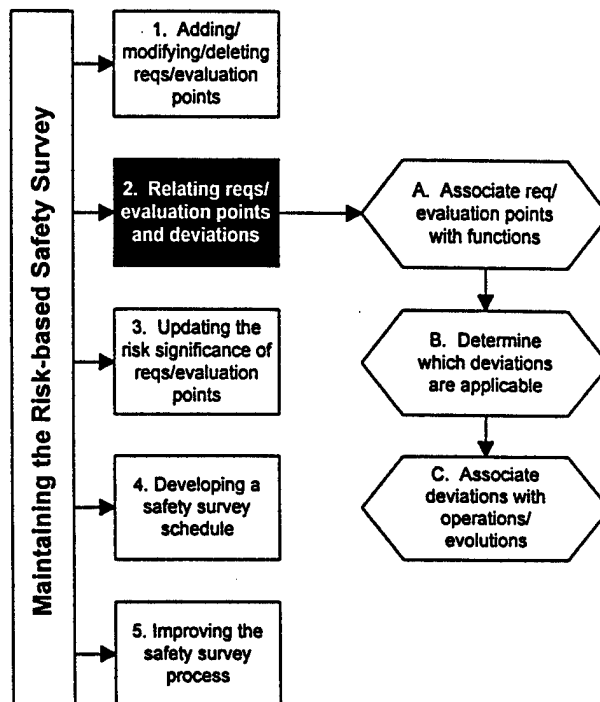 Maintaining the Risk-based Safety Survey
1. Adding/
modifying/deleting
reqs/evaluation
points
2. Relating reqs/
evaluation points
and deviations
A. Associate req/
evaluation points
with functions
B. Determine
which deviations
are applicable
3. Updating the
risk significance of
reqs/evaluation
points
C. Associate
deviations with
operations/
evolutions
4. Developing a
safety survey
schedule
5. Improving the
safety survey
process